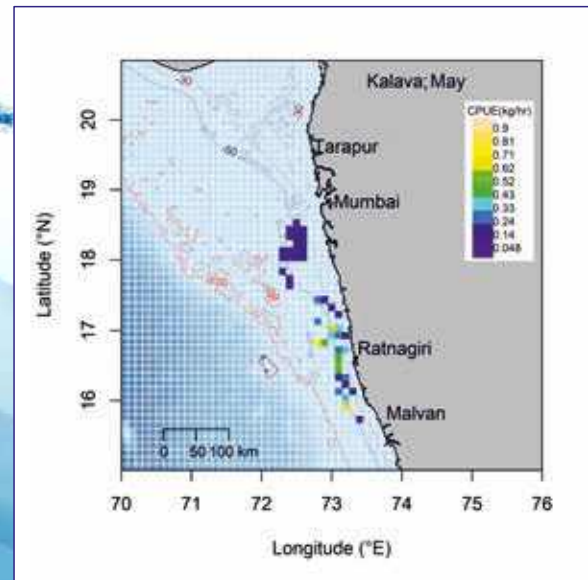 Kalava; May
CPUE(kg/hr)
0.9
0.81
0.71
0.62
0.52
0.43
0.33
0.24
0.14
0.048
Tarapur
Mumbai
Ratnagiri
Malvan
-50
20
19
18
17
16
Latitude (°N)
0 50 100 km
70 71 72 73 74 75 76
Longitude (°E)